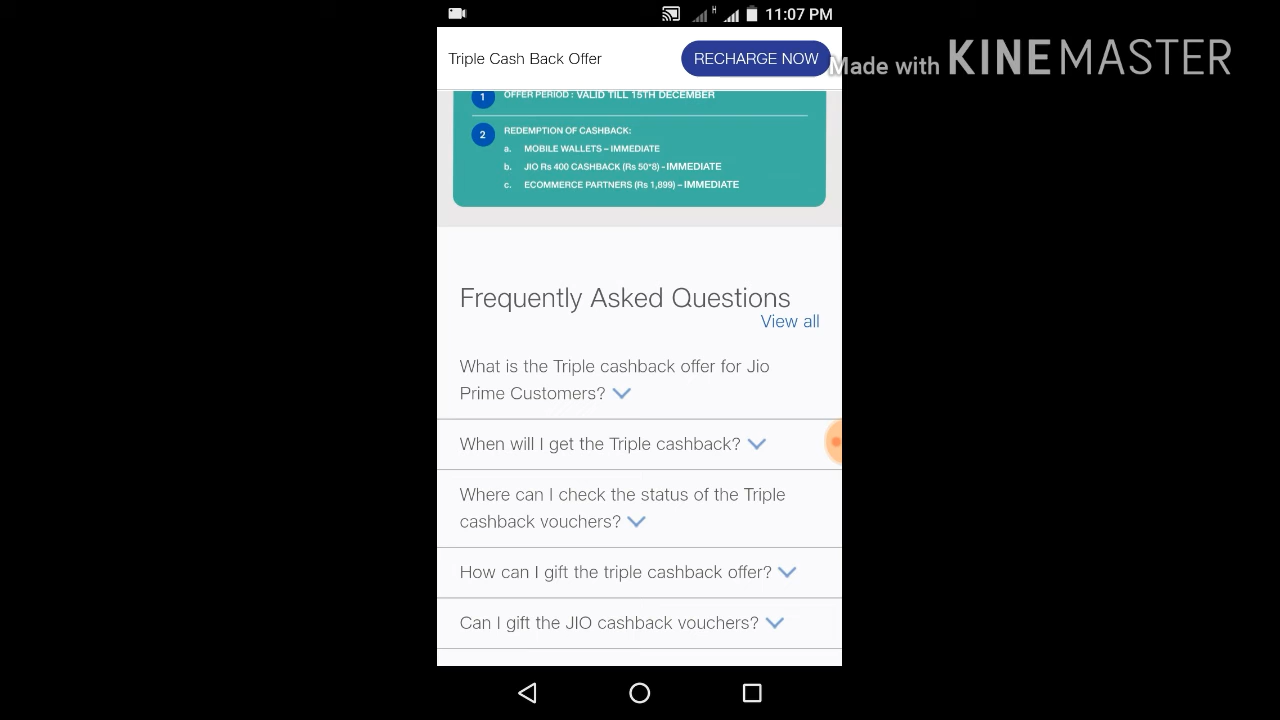 H 11:07 PM
Triple Cash Back Offer RECHARGE NOW Made with KINEMASTER
1 OFFER PERIOD : VALID TILL 15TH DECEMBER
2 REDEMPTION OF CASHBACK:
a. MOBILE WALLETS – IMMEDIATE
b. JIO Rs 400 CASHBACK (Rs 50*8) - IMMEDIATE
c. ECOMMERCE PARTNERS (Rs 1,899) – IMMEDIATE
Frequently Asked Questions
View all
What is the Triple cashback offer for Jio
Prime Customers?
When will I get the Triple cashback?
Where can I check the status of the Triple
cashback vouchers?
How can I gift the triple cashback offer?
Can I gift the JIO cashback vouchers?